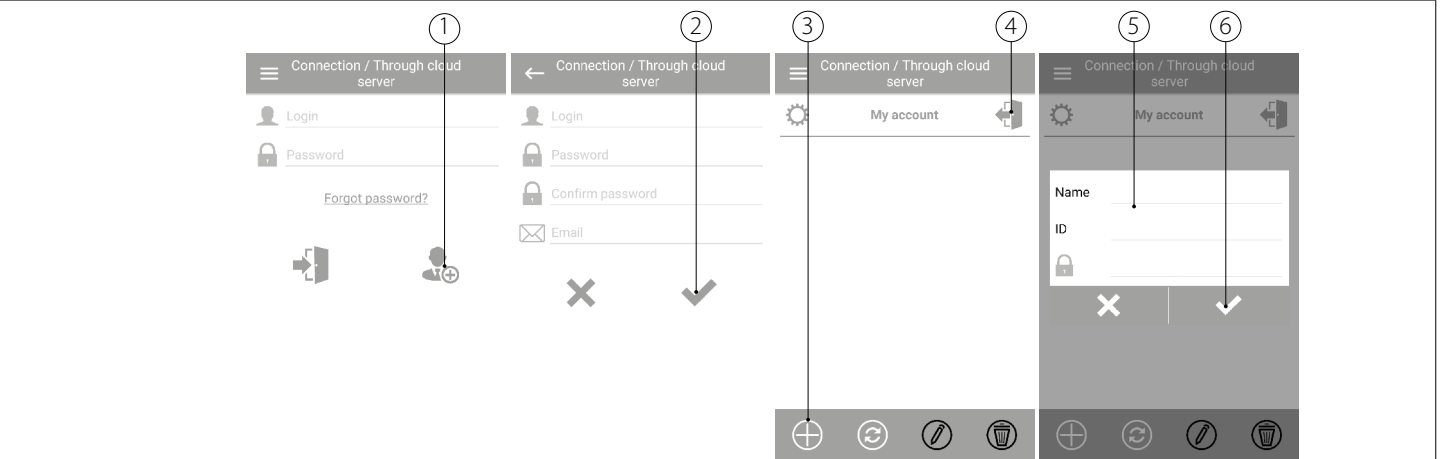 1
2
3
4
5
6
Connection / Through cloud
server
Login
Password
Forgot password?
Connection / Through cloud
server
Login
Password
Confirm password
Email
Connection / Through cloud
server
My account
Connection / Through cloud
server
My account
Name
ID